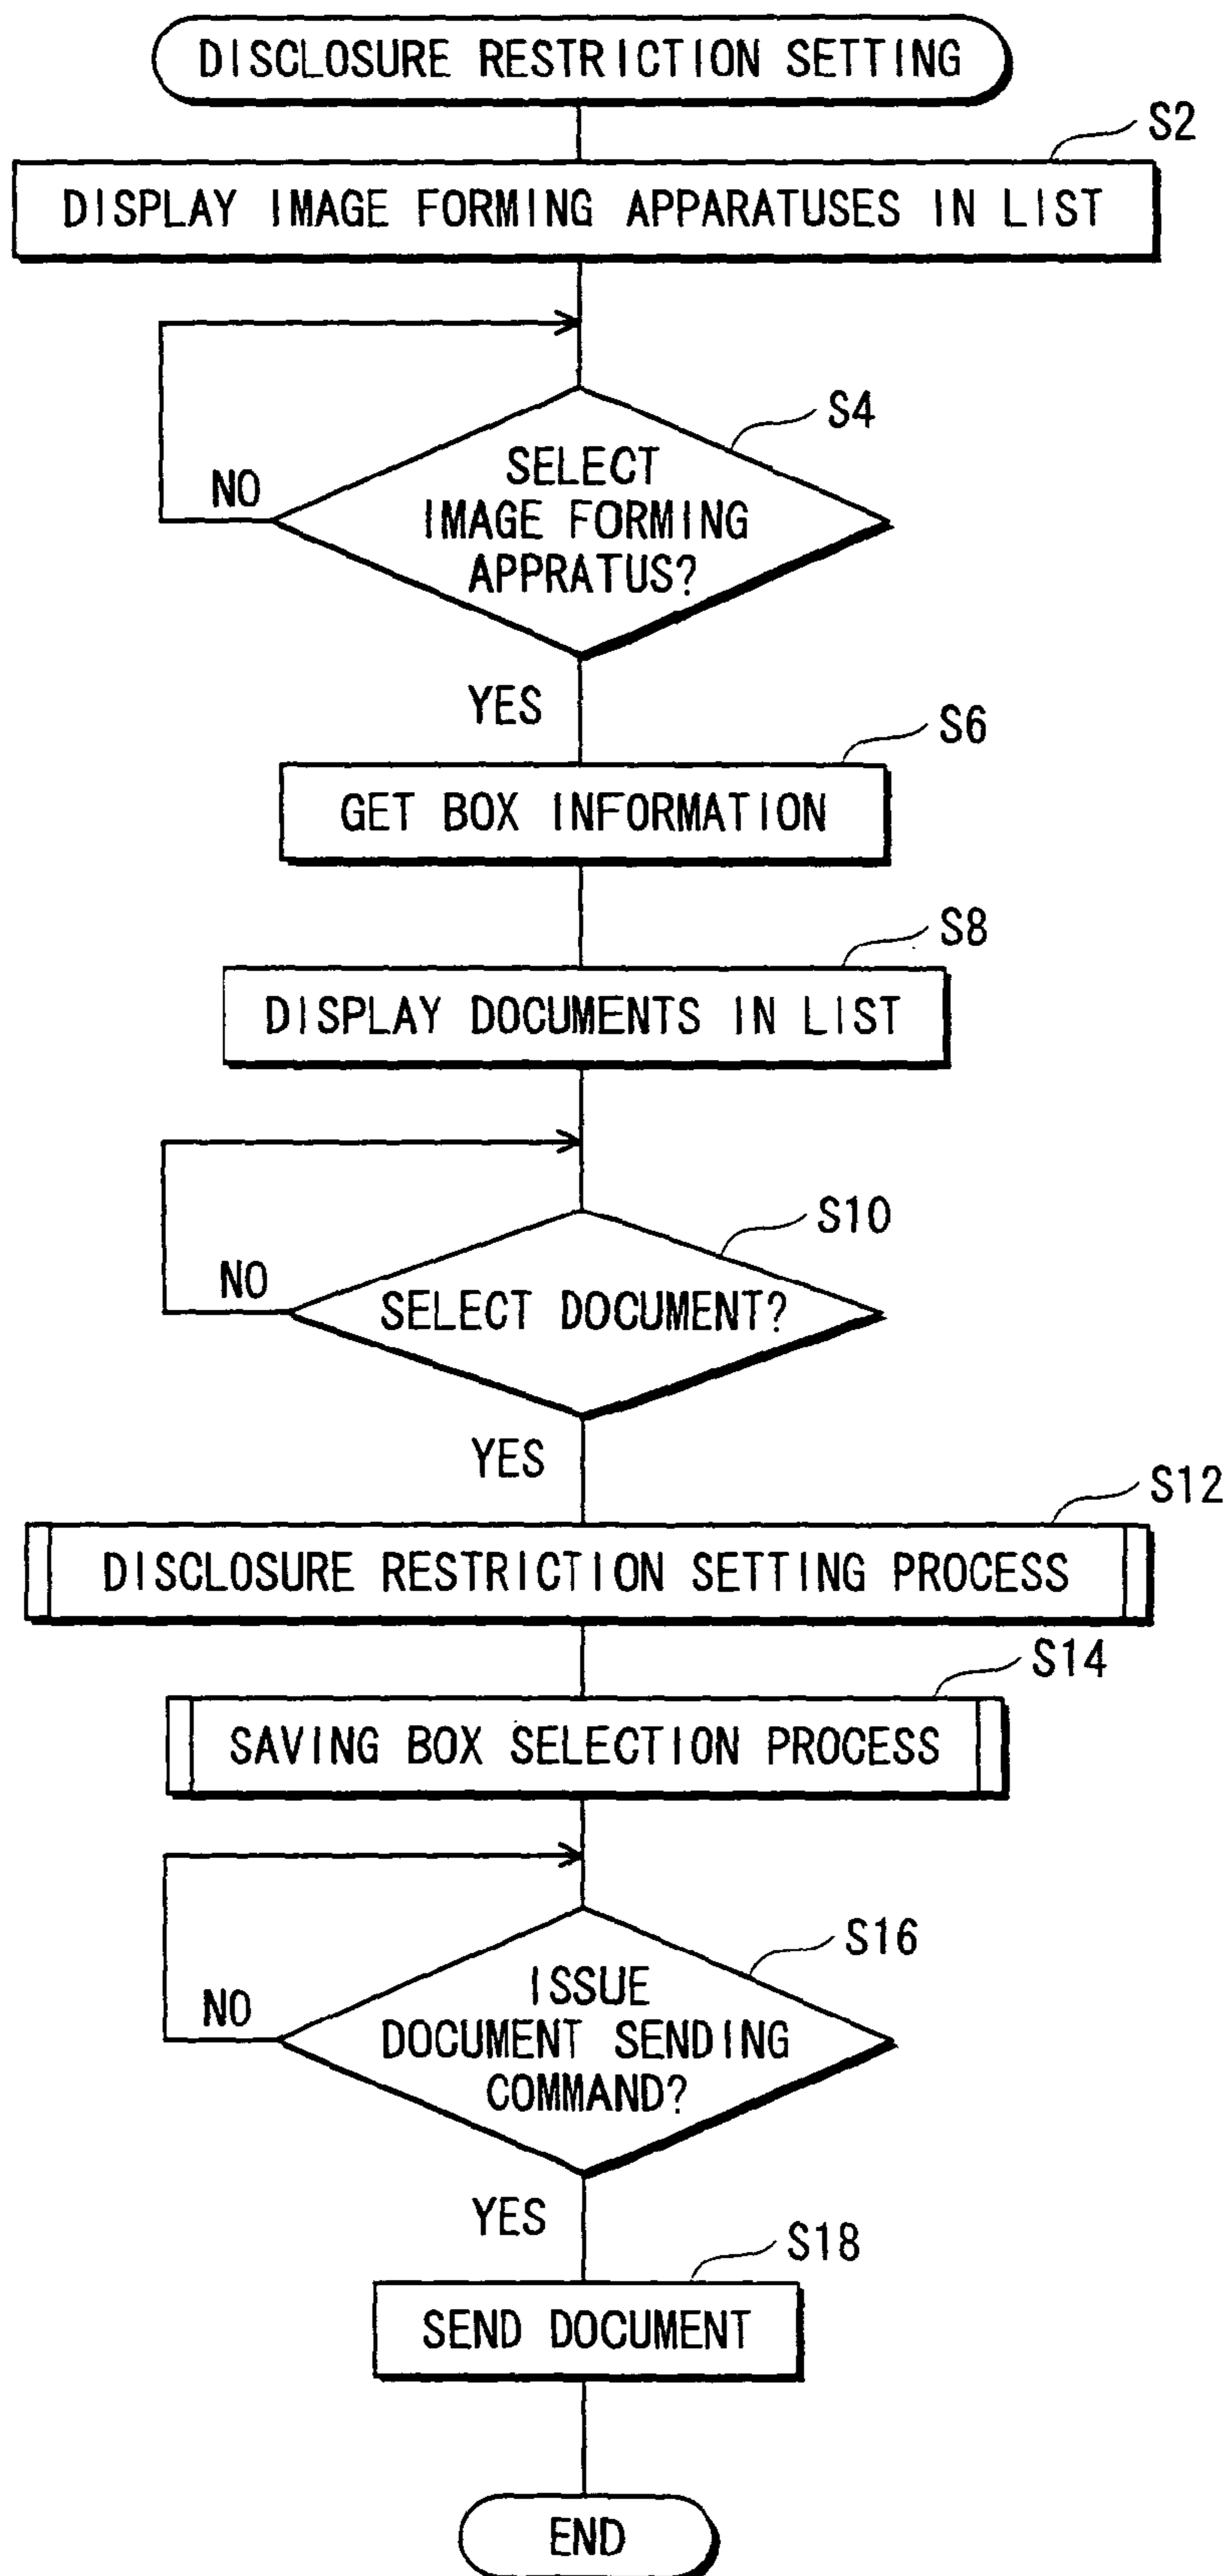 DISCLOSURE RESTRICTION SETTING
S2
DISPLAY IMAGE FORMING APPARATUSES IN LIST
S4
SELECT
IMAGE FORMING
APPRATUS?
NO
YES
S6
GET BOX INFORMATION
S8
DISPLAY DOCUMENTS IN LIST
S10
SELECT DOCUMENT?
NO
YES
S12
DISCLOSURE RESTRICTION SETTING PROCESS
S14
SAVING BOX SELECTION PROCESS
S16
ISSUE
DOCUMENT SENDING
COMMAND?
NO
YES
S18
SEND DOCUMENT
END